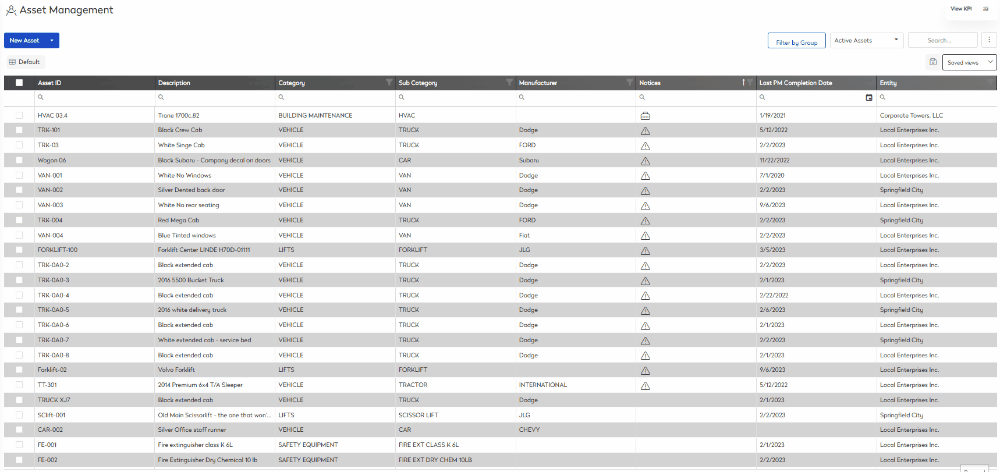 Asset Management
View KPI
New Asset
Filter by Group
Active Assets
Search...
Default
Saved views
Asset ID Description Category Sub Category Manufacturer Notices Last PM Completion Date Entity
HVAC 03.4 Trane 1700c.B2 BUILDING MAINTENANCE HVAC 1/19/2021 Corporate Towers, LLC
TRK-101 Black Crew Cab VEHICLE TRUCK Dodge 5/12/2022 Local Enterprises Inc.
TRK-03 White Singe Cab VEHICLE TRUCK FORD 2/2/2023 Local Enterprises Inc.
Wagon 06 Black Subaru - Company decal on doors VEHICLE CAR Subaru 11/22/2022 Local Enterprises Inc.
VAN-001 White No Windows VEHICLE VAN Dodge 7/1/2020 Local Enterprises Inc.
VAN-002 Silver Dented back door VEHICLE VAN Dodge 2/2/2023 Springfield City
VAN-003 White No rear seating VEHICLE VAN Dodge 9/6/2023 Local Enterprises Inc.
TRK-004 Red Mega Cab VEHICLE TRUCK FORD 2/2/2023 Springfield City
VAN-004 Blue Tinted windows VEHICLE VAN Fiat 2/2/2023 Local Enterprises Inc.
FORKLIFT-100 Forklift Center LINDE H70D-01111 LIFTS FORKLIFT JLG 3/5/2023 Local Enterprises Inc.
TRK-0A0-2 Black extended cab VEHICLE TRUCK Dodge 2/2/2023 Local Enterprises Inc.
TRK-0A0-3 2016 5500 Bucket Truck VEHICLE TRUCK Dodge 2/2/2023 Springfield City
TRK-0A0-4 Black extended cab VEHICLE TRUCK Dodge 2/22/2022 Local Enterprises Inc.
TRK-0A0-5 2016 white delivery truck VEHICLE TRUCK Dodge 2/6/2023 Springfield City
TRK-0A0-6 Black extended cab VEHICLE TRUCK Dodge 2/1/2023 Local Enterprises Inc.
TRK-0A0-7 White extended cab - service bed VEHICLE TRUCK Dodge 2/2/2023 Springfield City
TRK-0A0-8 Black extended cab VEHICLE TRUCK Dodge 2/1/2023 Local Enterprises Inc.
Forklift-02 Volvo Forklift LIFTS FORKLIFT 9/6/2023 Local Enterprises Inc.
TT-301 2014 Premium 6x4 T/A Sleeper VEHICLE TRACTOR INTERNATIONAL 5/12/2022 Local Enterprises Inc.
TRUCK XJ7 Black extended cab VEHICLE TRUCK Dodge 2/1/2023 Local Enterprises Inc.
SClift-001 Old Main Scissorlift - the one that won'... LIFTS SCISSOR LIFT JLG 2/2/2023 Springfield City
CAR-002 Silver Office staff runner VEHICLE CAR CHEVY Local Enterprises Inc.
FE-001 Fire extinguisher class K 6L SAFETY EQUIPMENT FIRE EXT CLASS K 6L 2/1/2023 Local Enterprises Inc.
FE-002 Fire Extinguisher Dry Chemical 10 lb SAFETY EQUIPMENT FIRE EXT DRY CHEM 10LB 2/2/2023 Local Enterprises Inc.